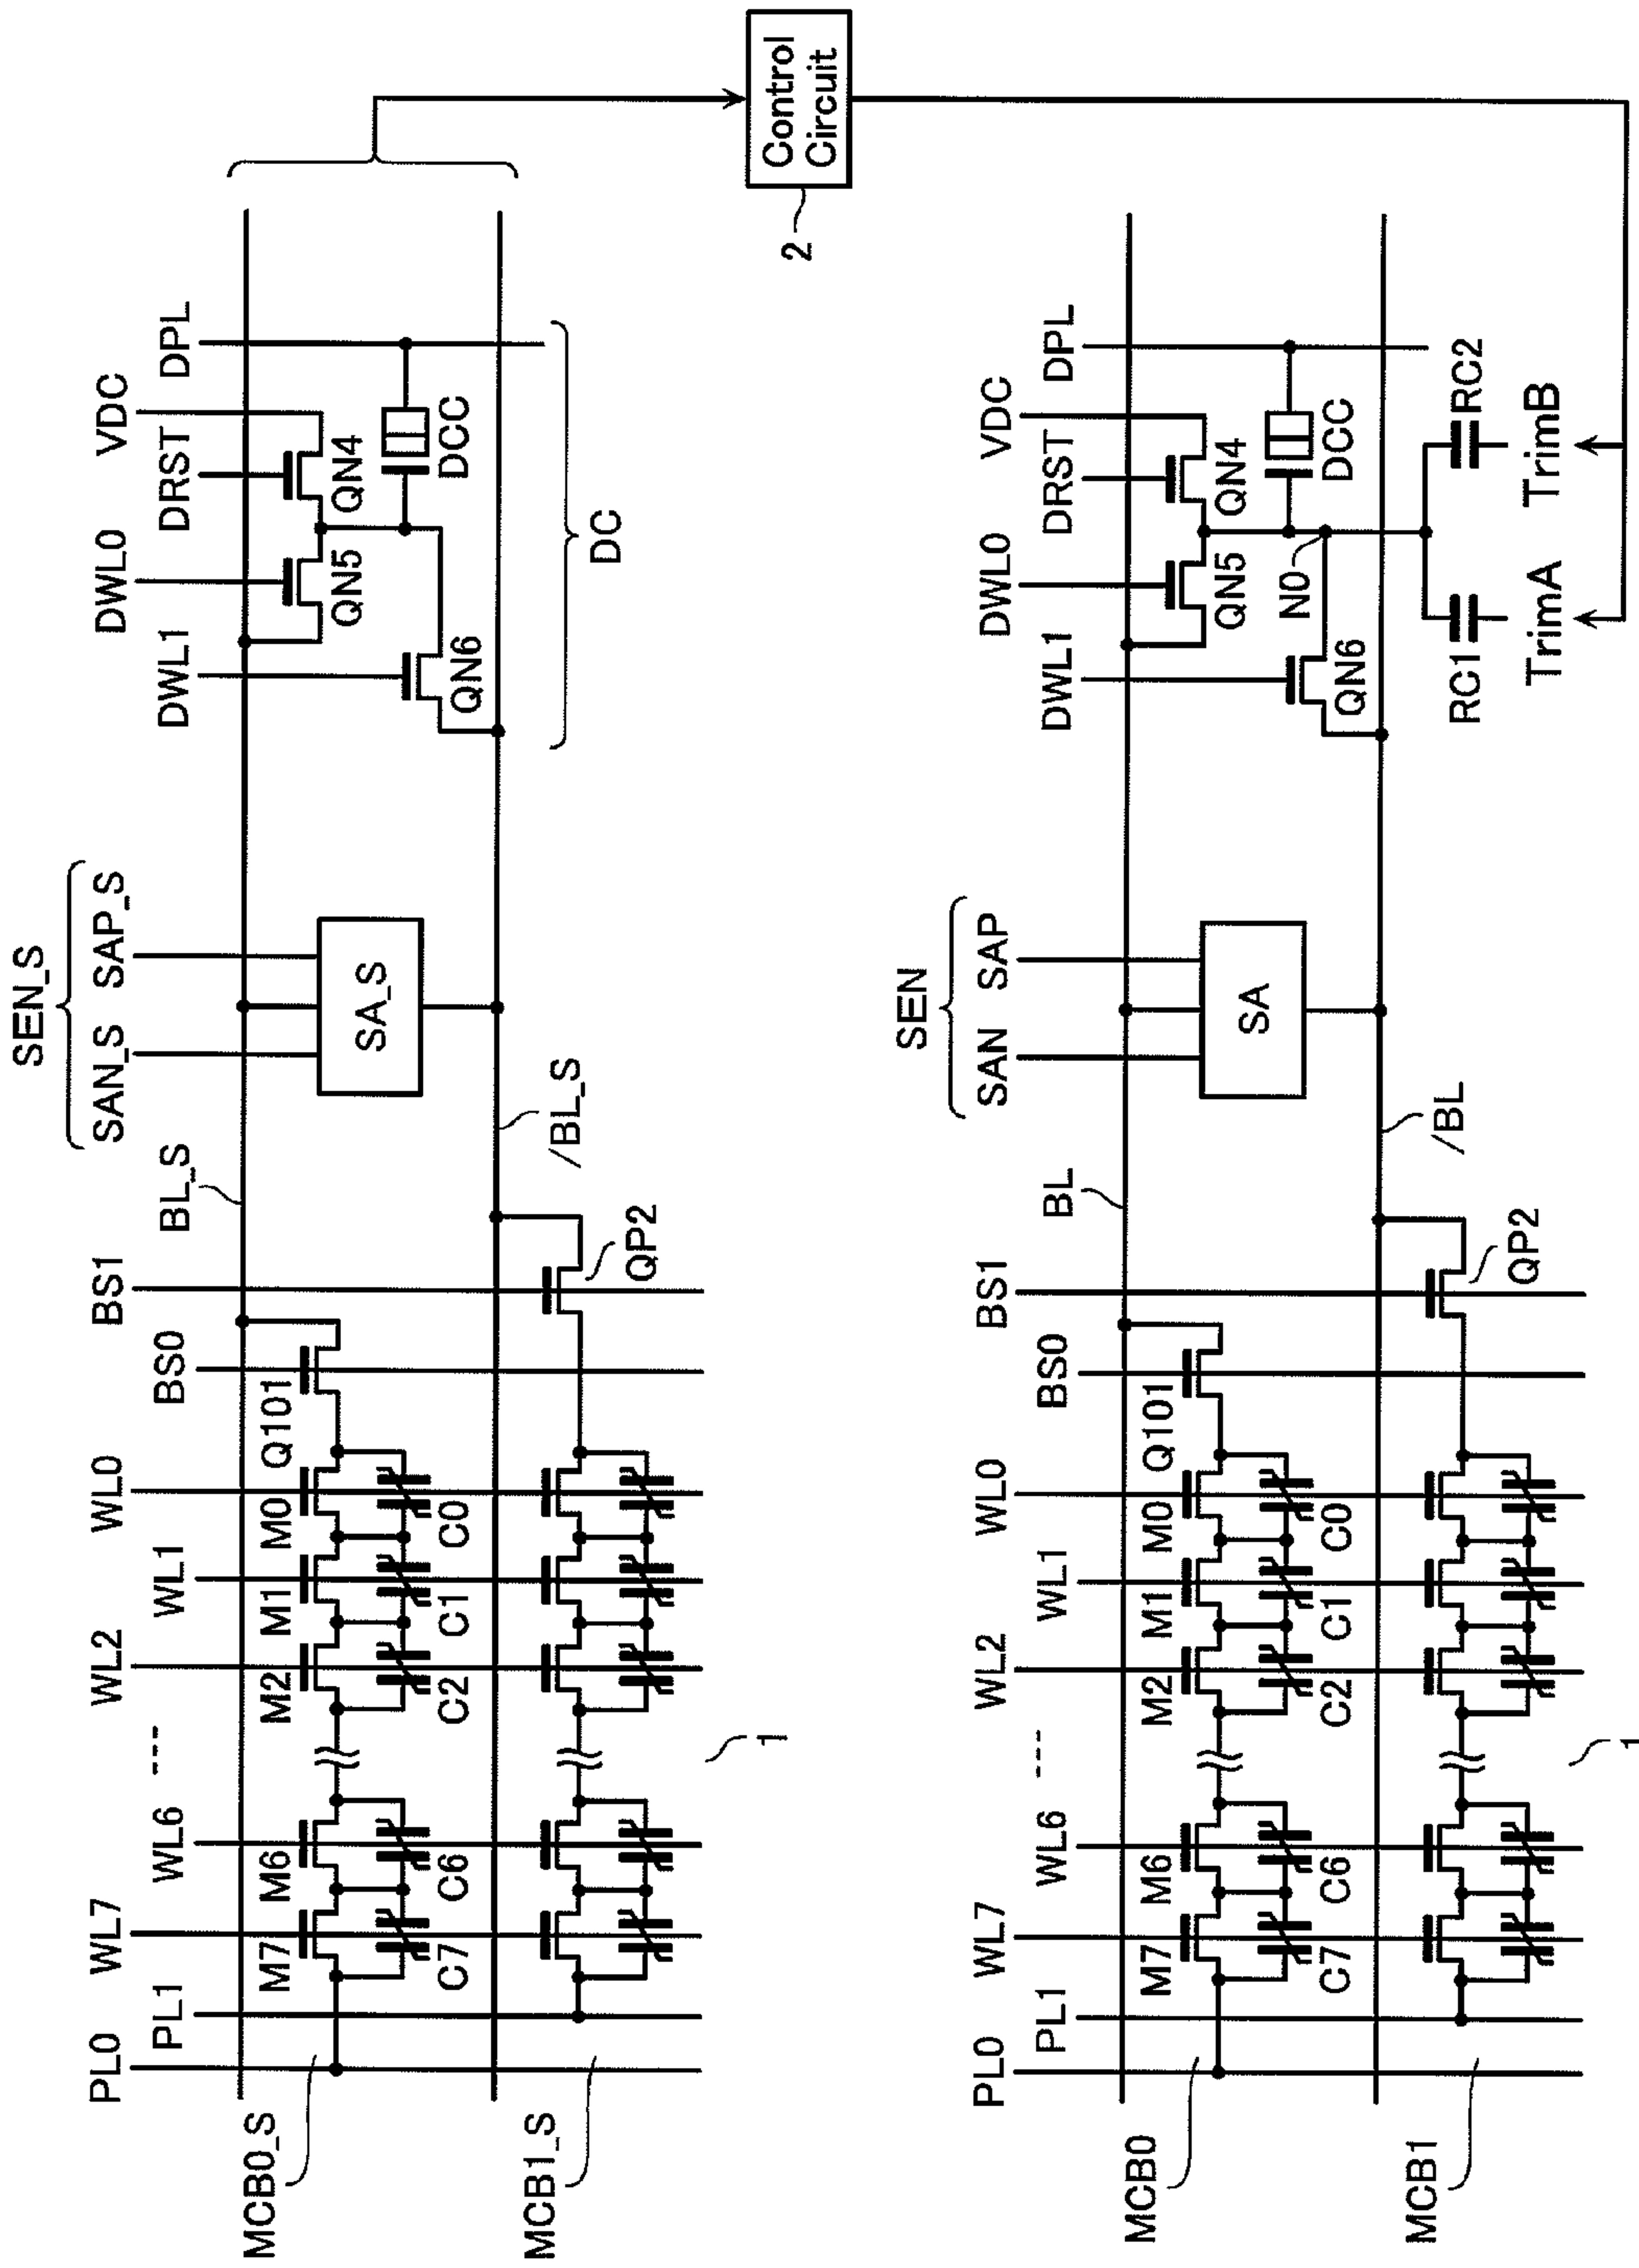 SEN_S
SAN_S SAP_S
PL0
PL1
WL7
WL6
---
WL2
WL1
WL0
BS0
BS1
BL_S
DWL1
DWL0
DRST
VDC
DPL
M7
M6
M2
M1
M0
Q101
SA_S
QN5
QN4
C7
C6
C2
C1
C0
QN6
DCC
MCB0_S
MCB1_S
/BL_S
QP2
DC
1
Control
Circuit
2
SEN
SAN SAP
PL0
PL1
WL7
WL6
---
WL2
WL1
WL0
BS0
BS1
BL
DWL1
DWL0
DRST
VDC
DPL
M7
M6
M2
M1
M0
Q101
SA
QN5
QN4
C7
C6
C2
C1
C0
N0
QN6
DCC
MCB0
MCB1
/BL
QP2
RC1
RC2
TrimA
TrimB
1